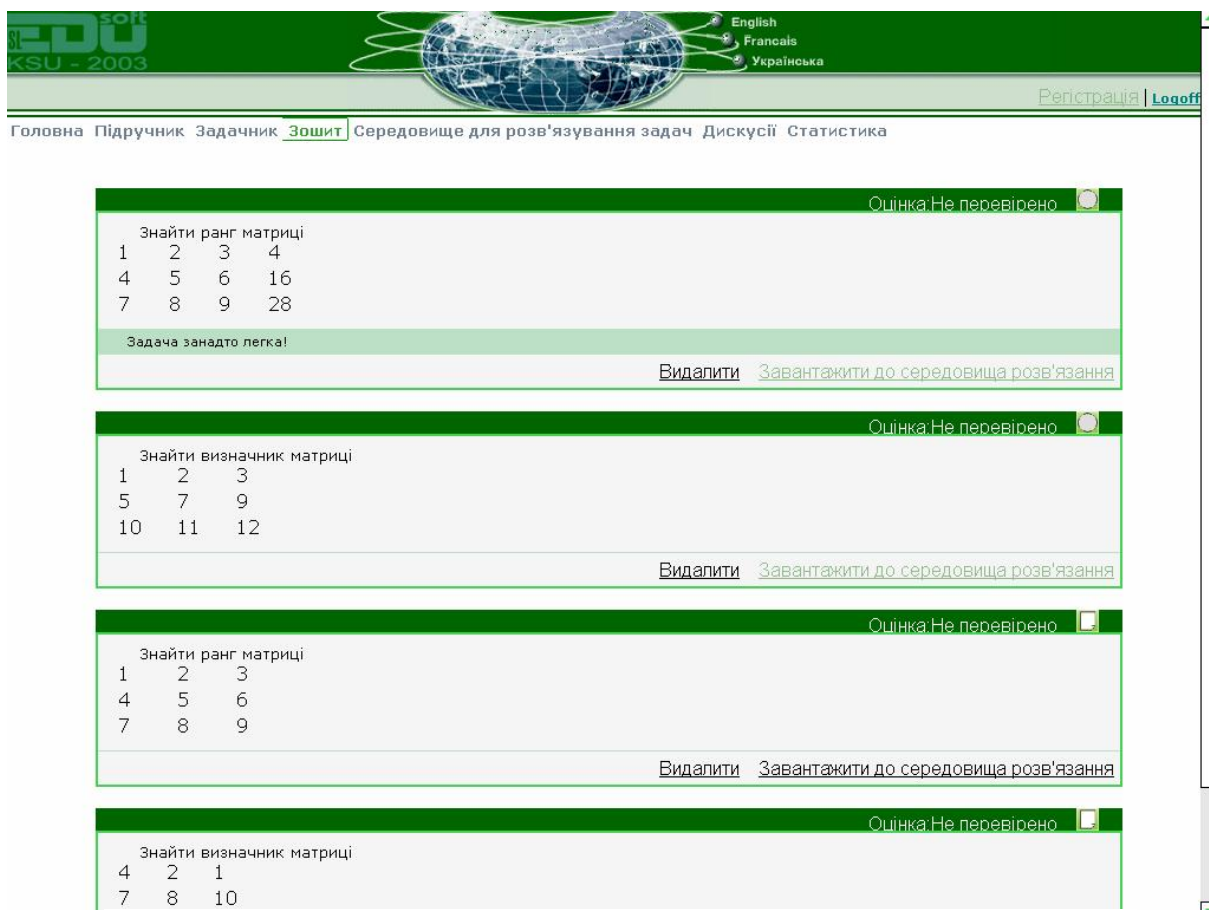 soft
SL EDU
KSU - 2003
English
Francais
Українська
Регістрація | Logoff
Головна Підручник Задачник Зошит Середовище для розв'язування задач Дискусії Статистика
Оцінка:Не перевірено
Знайти ранг матриці
1 2 3 4
4 5 6 16
7 8 9 28
Задача занадто легка!
Видалити Завантажити до середовища розв'язання
Оцінка:Не перевірено
Знайти визначник матриці
1 2 3
5 7 9
10 11 12
Видалити Завантажити до середовища розв'язання
Оцінка:Не перевірено
Знайти ранг матриці
1 2 3
4 5 6
7 8 9
Видалити Завантажити до середовища розв'язання
Оцінка:Не перевірено
Знайти визначник матриці
4 2 1
7 8 10